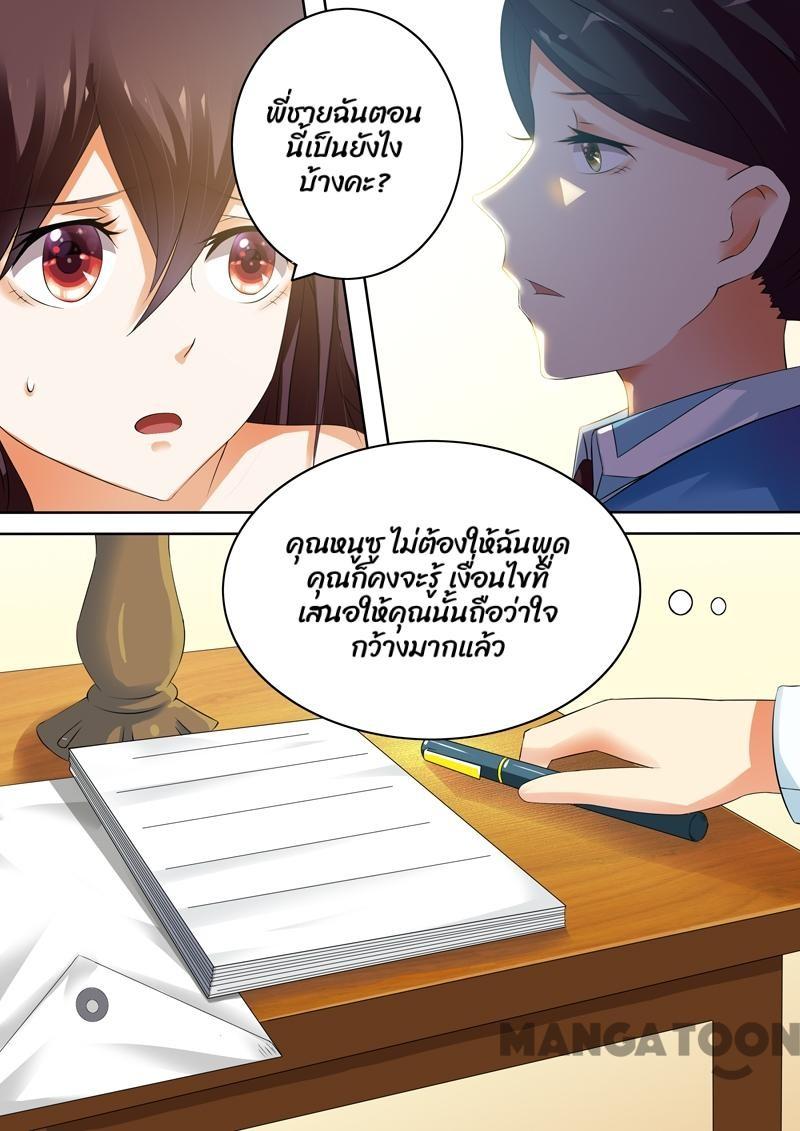 พี่ชายฉันตอน
นี้เป็นยังไง
บ้างคะ?
คุณหนูซู ไม่ต้องให้ฉันพูด
คุณก็คงจะรู้ เงื่อนไขที่
เสนอให้คุณนั้นถือว่าใจ
กว้างมากแล้ว
MANGATOON